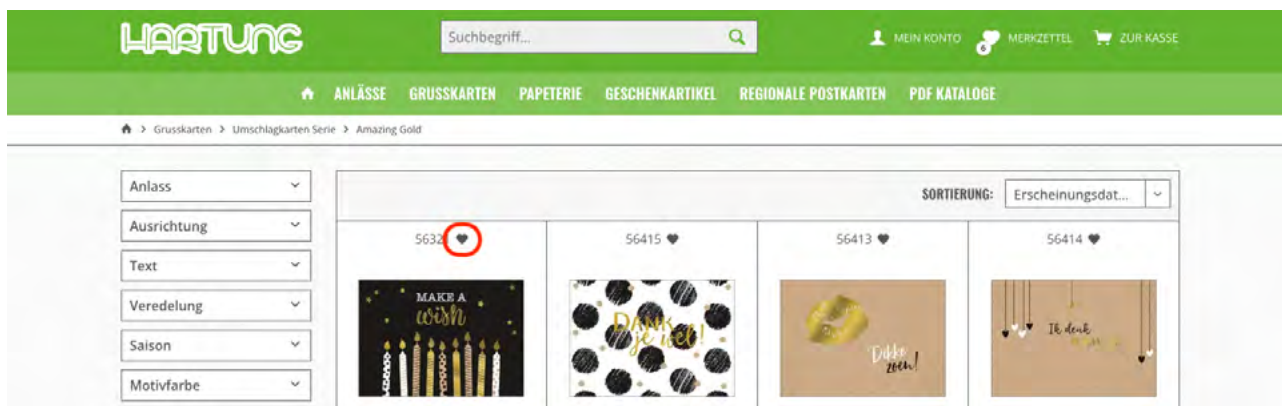 HARTUNG
Suchbegriff...
MEIN KONTO
6
MERKZETTEL
ZUR KASSE
ANLÄSSE GRUSSKARTEN PAPETERIE GESCHENKARTIKEL REGIONALE POSTKARTEN PDF KATALOGE
> Grusskarten > Umschlagkarten Serie > Amazing Gold
Anlass
Ausrichtung
Text
Veredelung
Saison
Motivfarbe
SORTIERUNG: Erscheinungsdat...
5632
56415
56413
56414
MAKE A
wish
DANK
je wel!
Dikke
zoen!
Ik denk